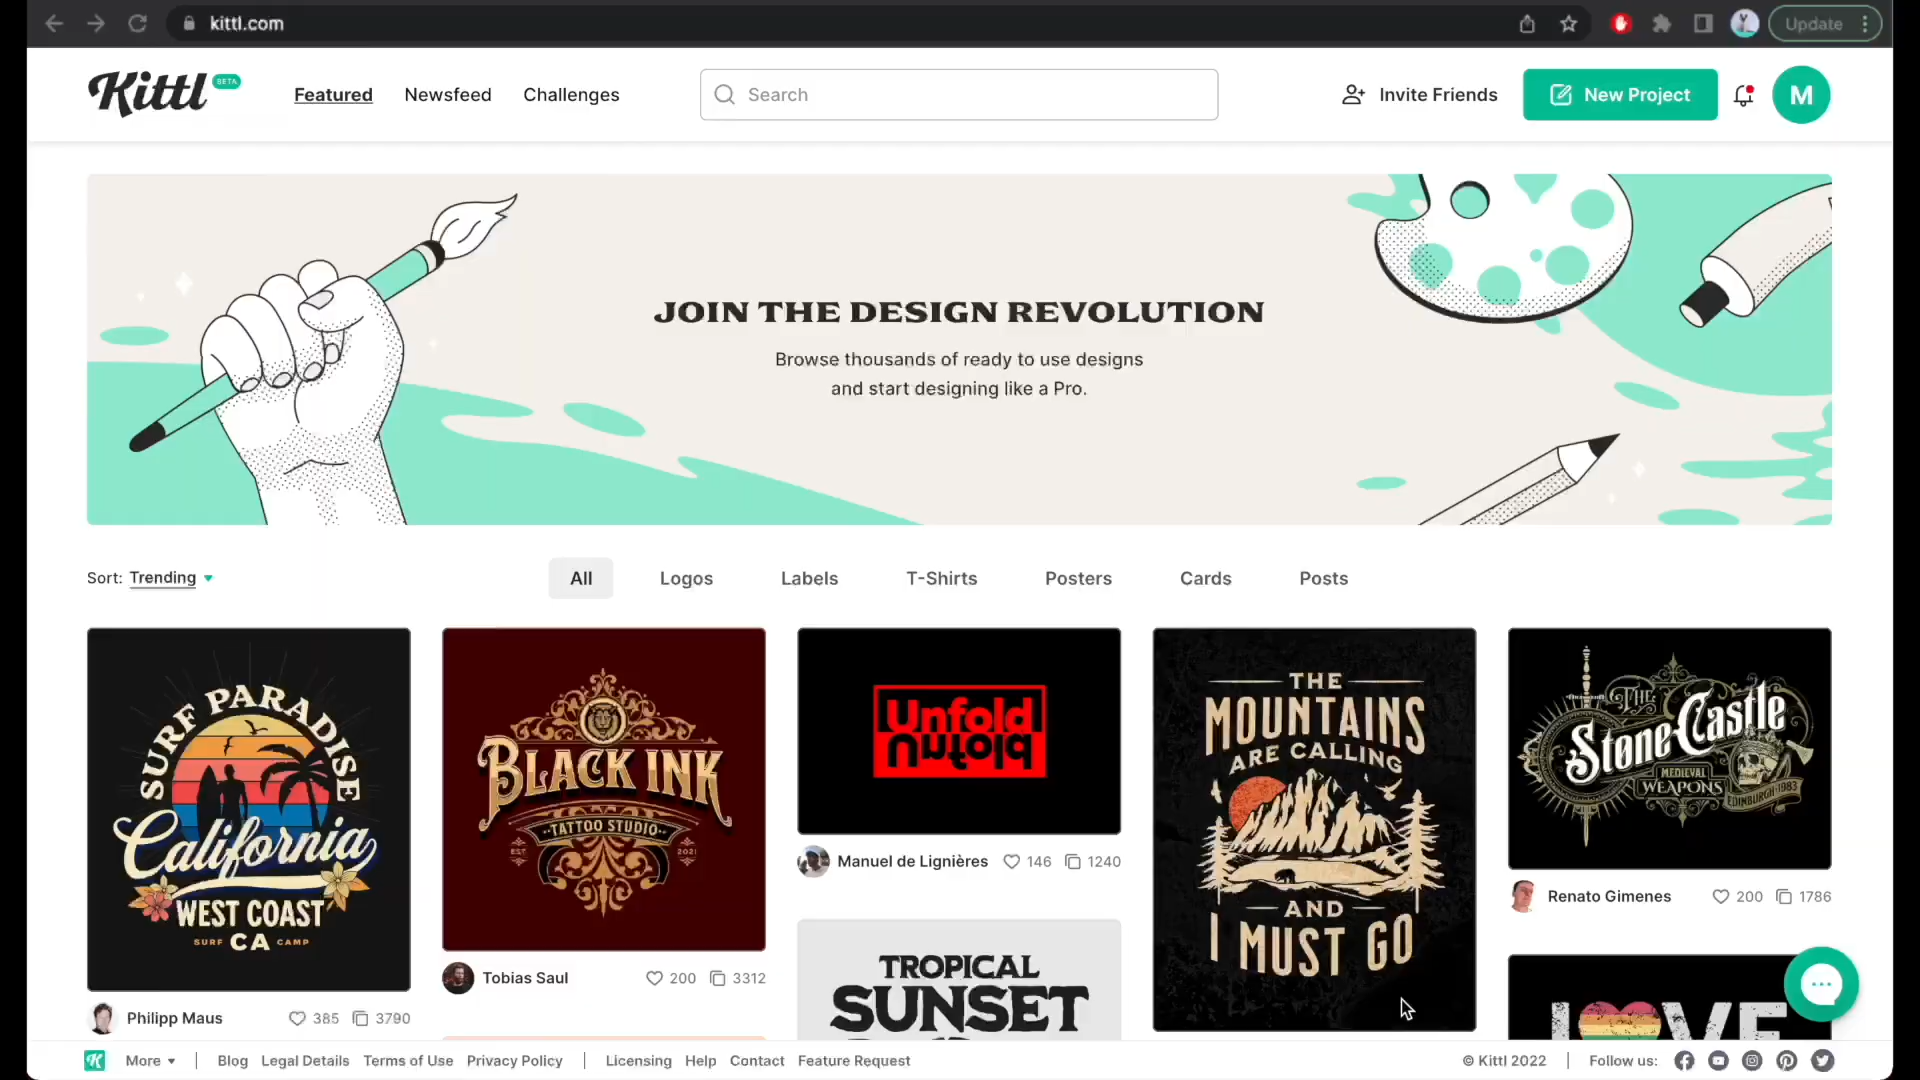 kittl.com
Update
Kittl BETA
Featured Newsfeed Challenges
Search
Invite Friends
New Project
M
JOIN THE DESIGN REVOLUTION
Browse thousands of ready to use designs
and start designing like a Pro.
Sort: Trending
All Logos Labels T-Shirts Posters Cards Posts
SURF PARADISE
California
WEST COAST
SURF CA CAMP
Philipp Maus 385 3790
BLACK INK
TATTOO STUDIO
EST 2021
Tobias Saul 200 3312
Unfold
Unfold
Manuel de Lignières 146 1240
TROPICAL
SUNSET
THE
MOUNTAINS
ARE CALLING
AND
I MUST GO
THE
Stone Castle
MEDIEVAL
WEAPONS
EDINBURGH 1983
Renato Gimenes 200 1786
LOVE
K More Blog Legal Details Terms of Use Privacy Policy Licensing Help Contact Feature Request
© Kittl 2022 Follow us: